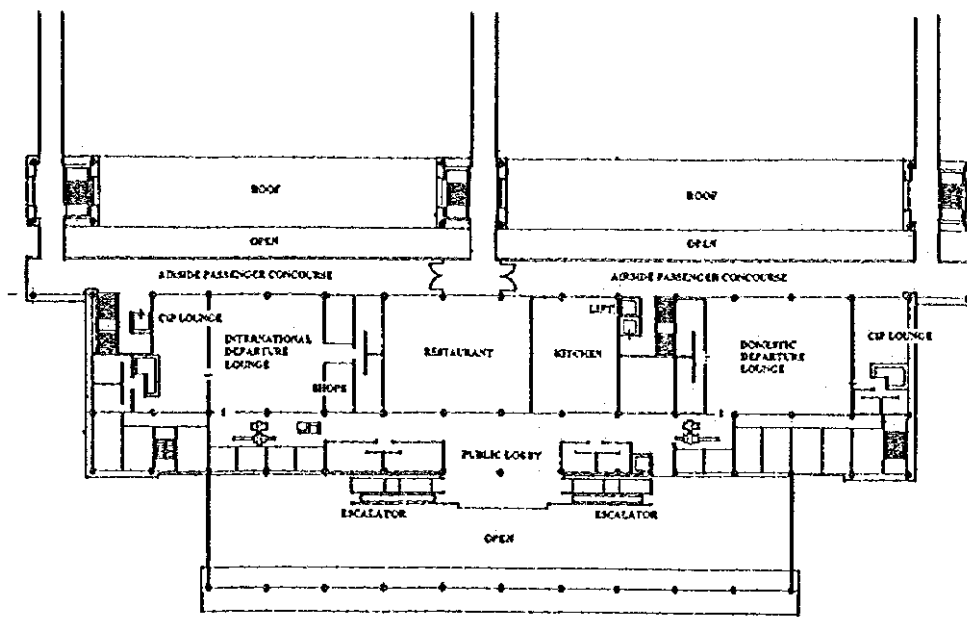 ROOF
ROOF
OPEN
OPEN
AIRSIDE PASSENGER CONCOURSE
AIRSIDE PASSENGER CONCOURSE
CIP LOUNGE
LIFT
CIP LOUNGE
INTERNATIONAL
DEPARTURE
LOUNGE
RESTAURANT
KITCHEN
DOMESTIC
DEPARTURE
LOUNGE
SHOPS
PUBLIC LOBBY
ESCALATOR
ESCALATOR
OPEN